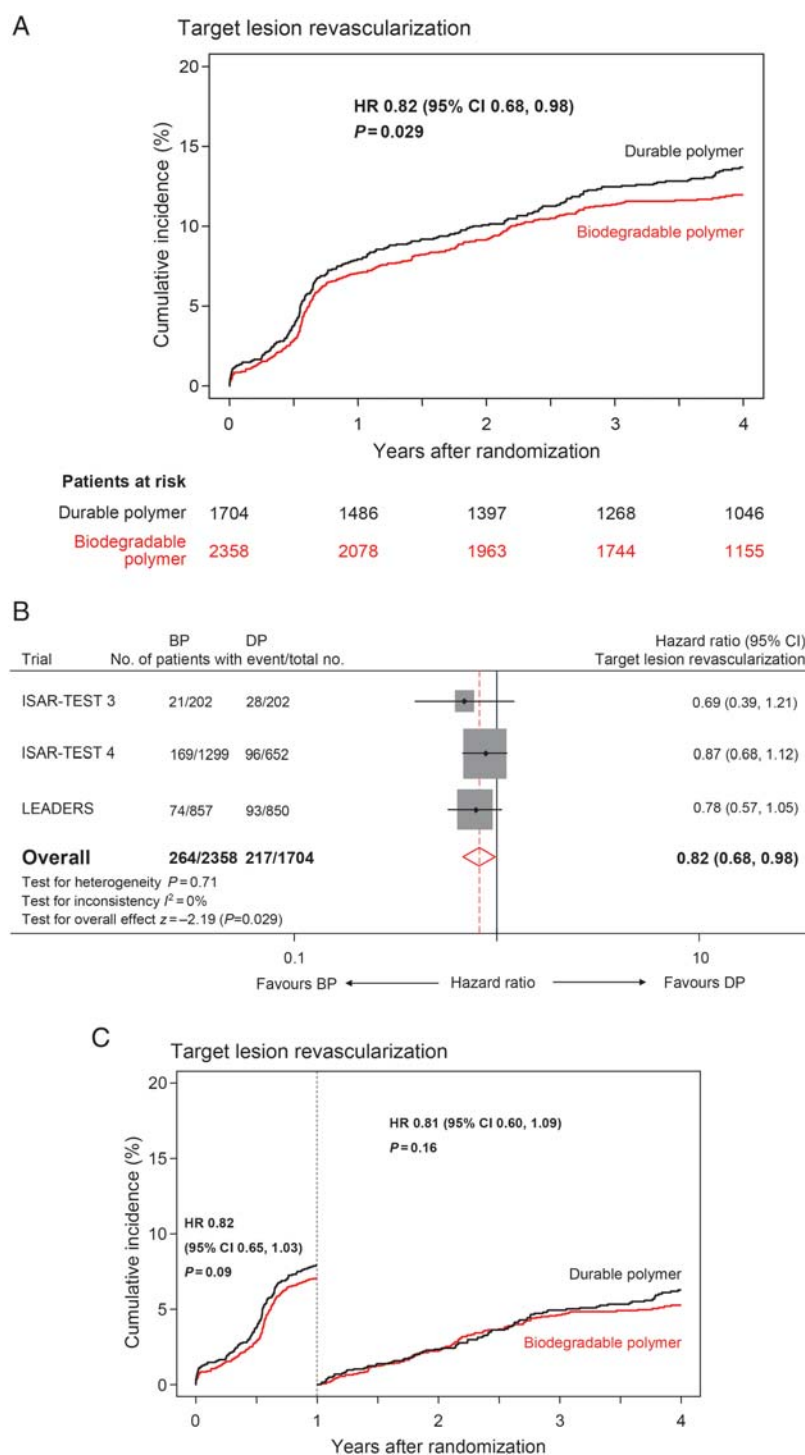 A
Target lesion revascularization
20
15
10
5
0
Cumulative incidence (%)
HR 0.82 (95% CI 0.68, 0.98)
P=0.029
Durable polymer
Biodegradable polymer
0 1 2 3 4
Years after randomization
Patients at risk
Durable polymer 1704 1486 1397 1268 1046
Biodegradable
polymer 2358 2078 1963 1744 1155
B
BP DP Hazard ratio (95% CI)
Trial No. of patients with event/total no. Target lesion revascularization
ISAR-TEST 3 21/202 28/202 0.69 (0.39, 1.21)
ISAR-TEST 4 169/1299 96/652 0.87 (0.68, 1.12)
LEADERS 74/857 93/850 0.78 (0.57, 1.05)
Overall 264/2358 217/1704 0.82 (0.68, 0.98)
Test for heterogeneity P=0.71
Test for inconsistency I²=0%
Test for overall effect z=–2.19 (P=0.029)
0.1 10
Favours BP Hazard ratio Favours DP
C
Target lesion revascularization
20
15
10
5
0
Cumulative incidence (%)
HR 0.82
(95% CI 0.65, 1.03)
P=0.09
HR 0.81 (95% CI 0.60, 1.09)
P=0.16
Durable polymer
Biodegradable polymer
0 1 2 3 4
Years after randomization